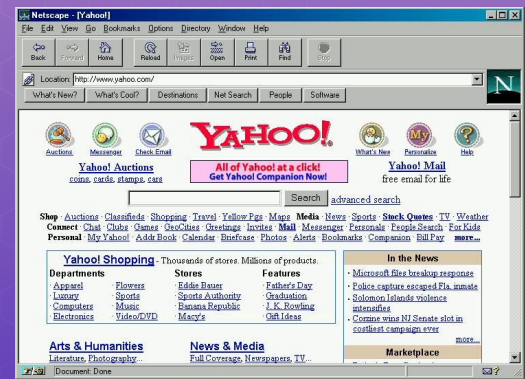 Netscape - [Yahoo!]
File Edit View Go Bookmarks Options Directory Window Help
Back Forward Home Reload Images Open Print Find Stop
Location: http://www.yahoo.com/
N
What's New? What's Cool? Destinations Net Search People Software
YAHOO!
Auctions Messenger Check Email What's New My Personalize ? Help
Yahoo! Auctions
coins, cards, stamps, cars
All of Yahoo! at a click!
Get Yahoo! Companion Now!
Yahoo! Mail
free email for life
Search advanced search
Shop · Auctions · Classifieds · Shopping · Travel · Yellow Pgs · Maps Media · News · Sports · Stock Quotes · TV · Weather
Connect · Chat · Clubs · Games · GeoCities · Greetings · Invites · Mail · Messenger · Personals · People Search · For Kids
Personal · My Yahoo! · Addr Book · Calendar · Briefcase · Photos · Alerts · Bookmarks · Companion · Bill Pay more...
Yahoo! Shopping - Thousands of stores. Millions of products.
Departments Stores Features
· Apparel · Flowers · Eddie Bauer · Father's Day
· Luxury · Sports · Sports Authority · Graduation
· Computers · Music · Banana Republic · J. K. Rowling
· Electronics · Video/DVD · Macy's · Gift Ideas
In the News
· Microsoft files breakup response
· Police capture escaped Fla. inmate
· Solomon Islands violence
intensifies
· Corzine wins NJ Senate slot in
costliest campaign ever
more...
Marketplace
Arts & Humanities News & Media
Literature, Photography... Full Coverage, Newspapers, TV...
Document: Done